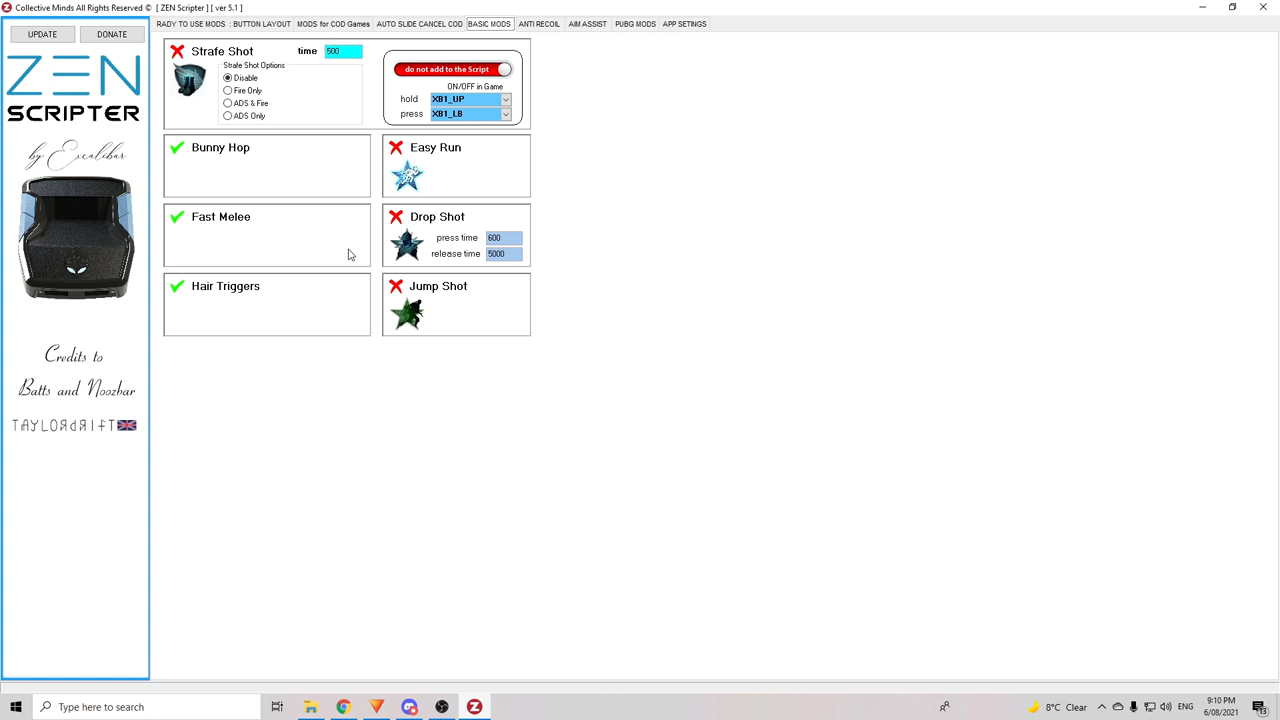 Collective Minds All Rights Reserved © [ ZEN Scripter ] [ ver 5.1 ]
RADY TO USE MODS : BUTTON LAYOUT MODS for COD Games AUTO SLIDE CANCEL COD BASIC MODS ANTI RECOIL AIM ASSIST PUBG MODS APP SETTINGS
UPDATE DONATE
ZEN
SCRIPTER
by Excalibar
Credits to
Batts and Noozbar
TAYLORdRIFT
Strafe Shot time 500
Strafe Shot Options
Disable
Fire Only
ADS & Fire
ADS Only
do not add to the Script
ON/OFF in Game
hold XB1_UP
press XB1_LB
Bunny Hop
Easy Run
Fast Melee
Drop Shot
press time 600
release time 5000
Hair Triggers
Jump Shot
Type here to search
8°C Clear
ENG
9:10 PM
6/08/2021
13